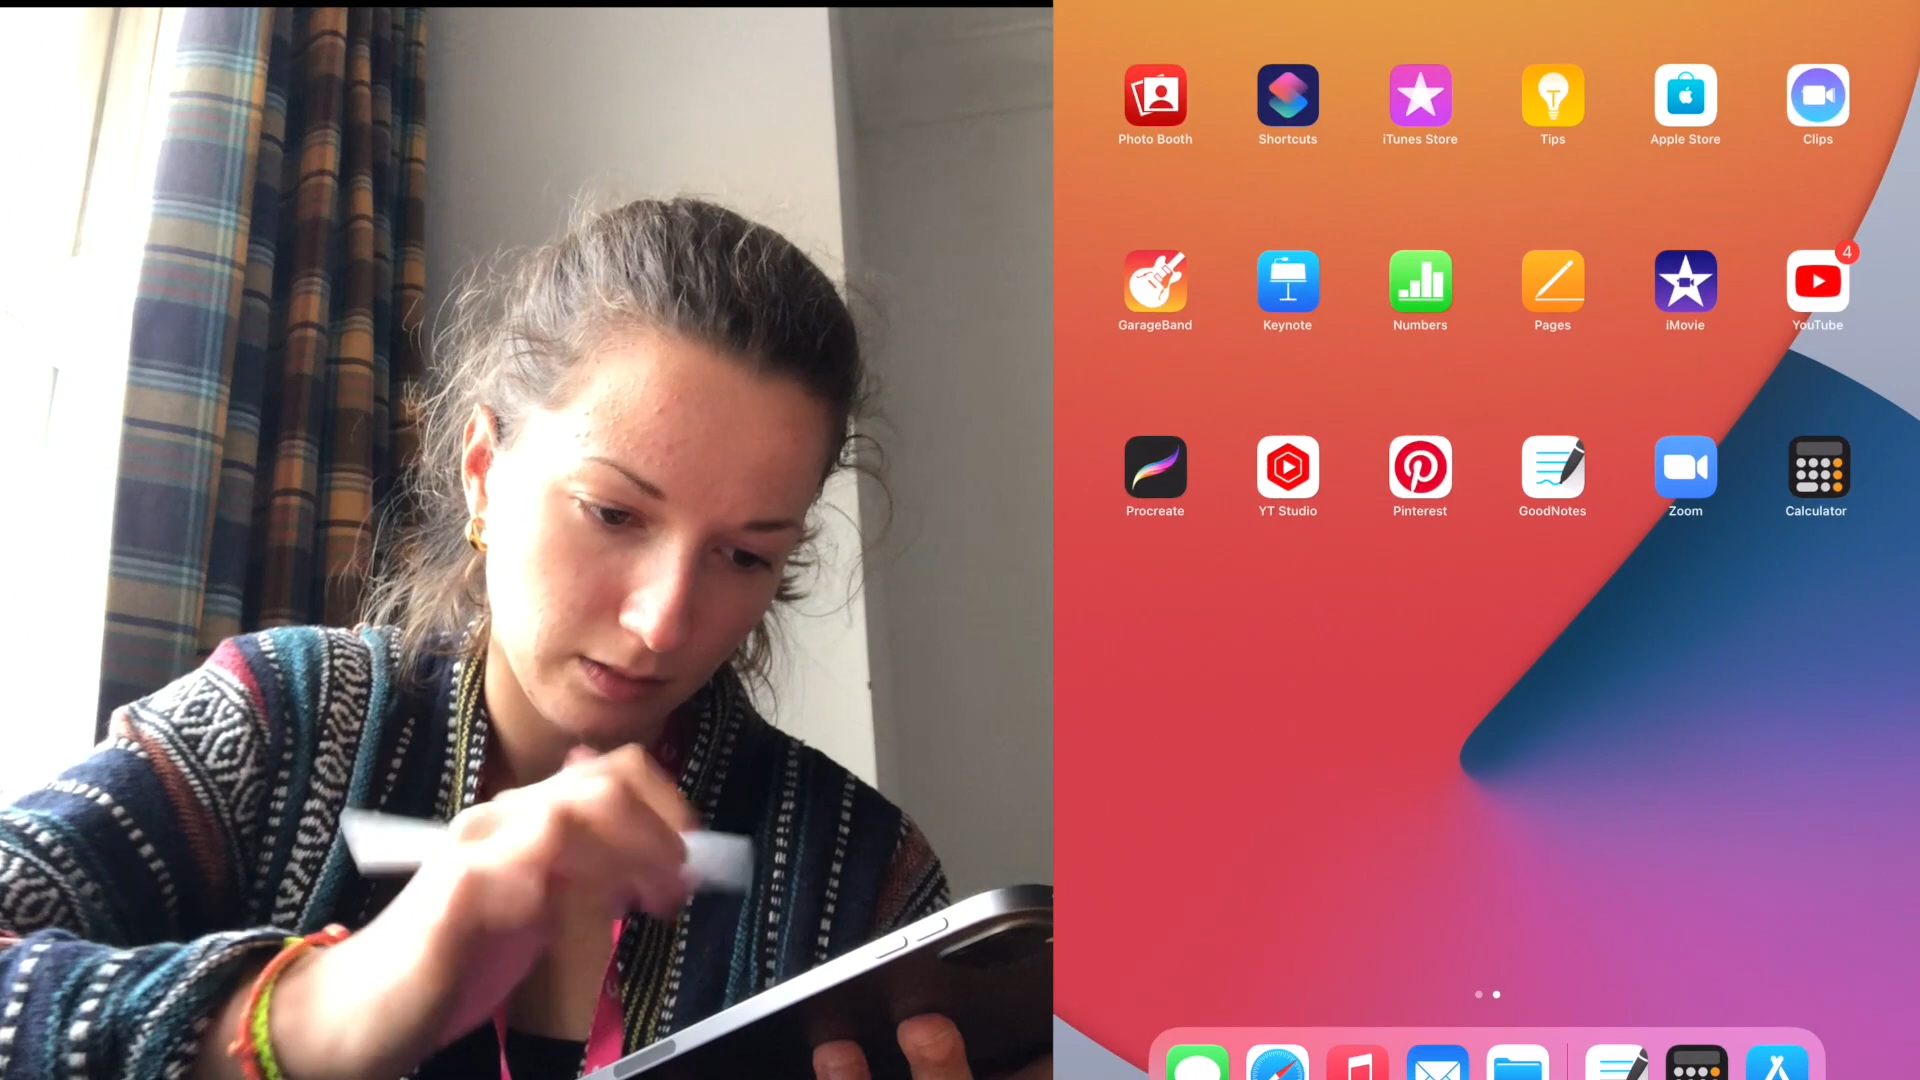 Photo Booth Shortcuts iTunes Store Tips Apple Store Clips
4
GarageBand Keynote Numbers Pages iMovie YouTube
Procreate YT Studio Pinterest GoodNotes Zoom Calculator